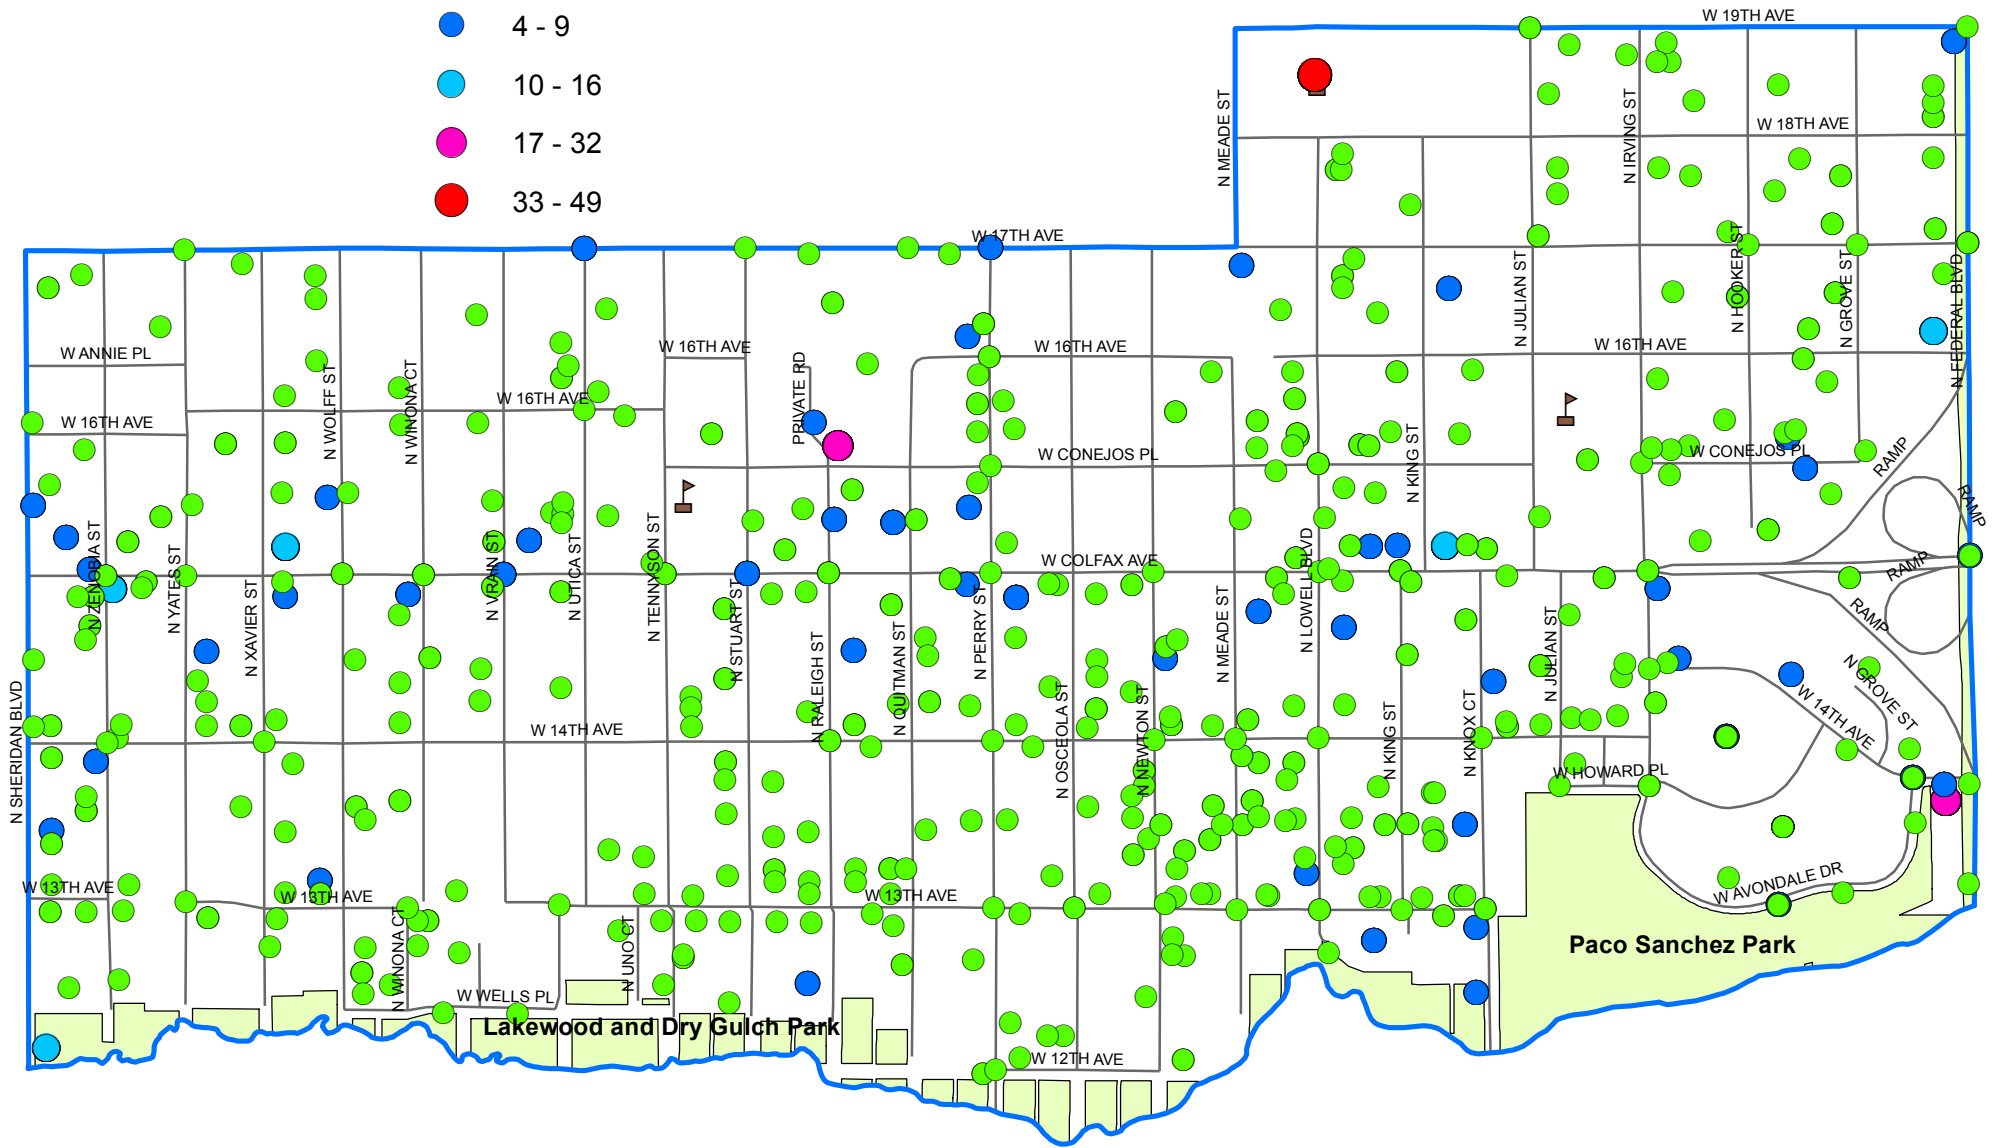 4 - 9
10 - 16
17 - 32
33 - 49
W 19TH AVE
W 18TH AVE
N MEADE ST
N IRVING ST
W 17TH AVE
N JULIAN ST
N HOOKER ST
N GROVE ST
N FEDERAL BLVD
W ANNIE PL
W 16TH AVE
W 16TH AVE
W 16TH AVE
W 16TH AVE
W 16TH AVE
N WOLFF ST
N WINONA CT
PRIVATE RD
W CONEJOS PL
W CONEJOS PL
N KING ST
RAMP
RAMP
RAMP
RAMP
N ZENOBIA ST
N YATES ST
N XAVIER ST
N VRAIN ST
N UTICA ST
N TENNYSON ST
N STUART ST
N RALEIGH ST
N QUITMAN ST
N PERRY ST
W COLFAX AVE
N OSCEOLA ST
N NEWTON ST
N MEADE ST
N LOWELL BLVD
N KING ST
N KNOX CT
N JULIAN ST
N GROVE ST
W 14TH AVE
W 14TH AVE
W HOWARD PL
N SHERIDAN BLVD
W 13TH AVE
W 13TH AVE
W 13TH AVE
W AVONDALE DR
N WINONA CT
N UNO CT
Paco Sanchez Park
W WELLS PL
Lakewood and Dry Gulch Park
W 12TH AVE